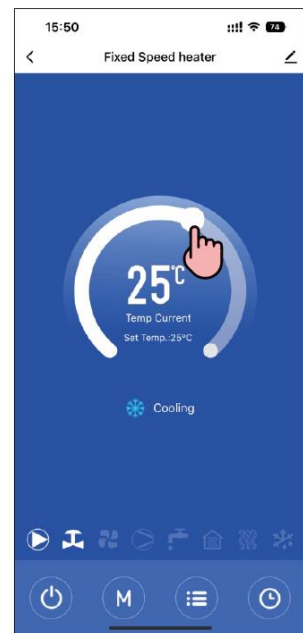 15:50
74
Fixed Speed heater
25°C
Temp Current
Set Temp.:25°C
Cooling
M